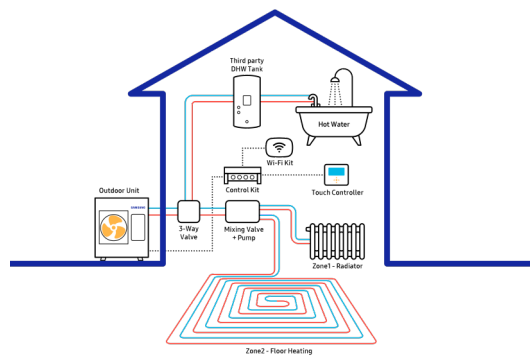 Third party
DHW Tank
Hot Water
Wi-Fi Kit
Control Kit
Touch Controller
Outdoor Unit
SAMSUNG
3-Way
Valve
Mixing Valve
+ Pump
Zone1 - Radiator
Zone2 - Floor Heating